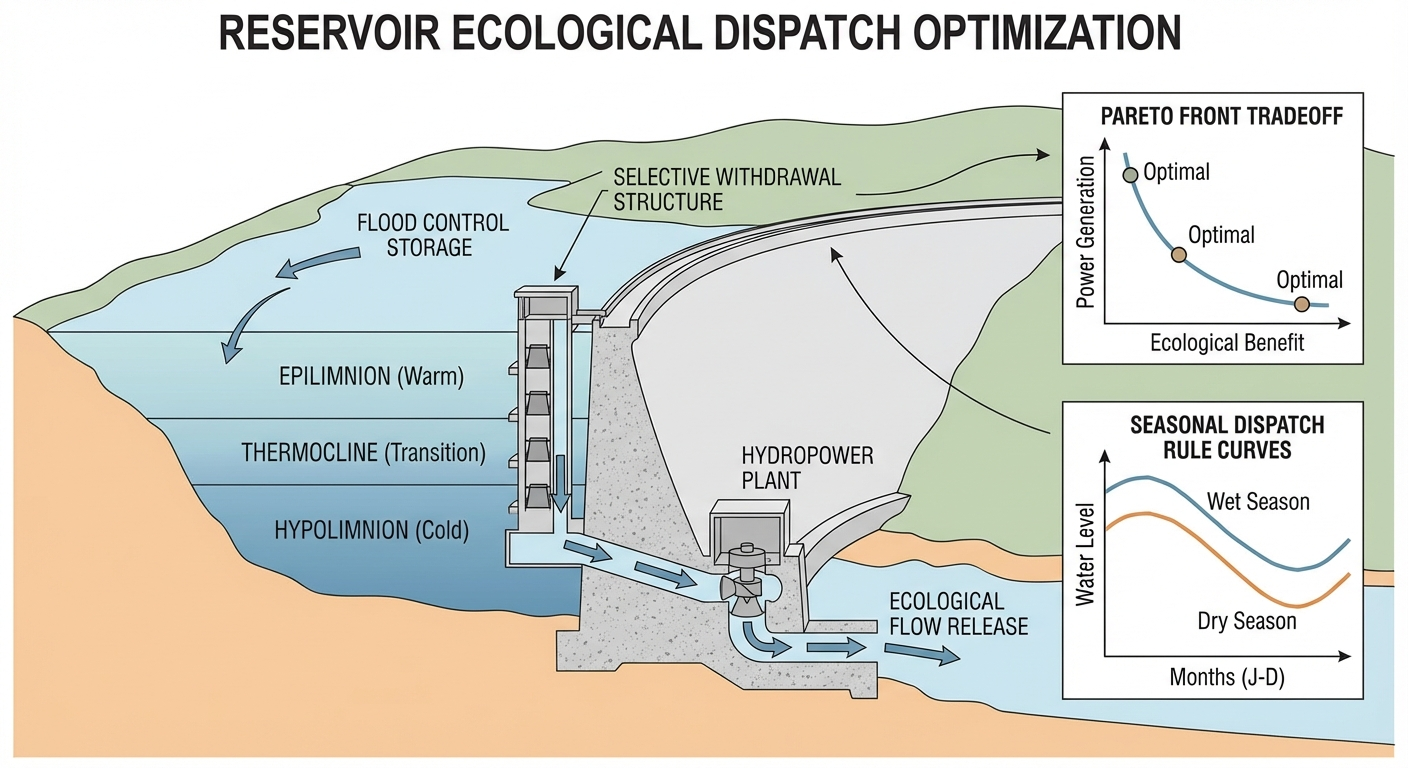 RESERVOIR ECOLOGICAL DISPATCH OPTIMIZATION
SELECTIVE WITHDRAWAL
STRUCTURE
FLOOD CONTROL
STORAGE
EPILIMNION (Warm)
THERMOCLINE (Transition)
HYPOLIMNION (Cold)
HYDROPOWER
PLANT
ECOLOGICAL
FLOW RELEASE
PARETO FRONT TRADEOFF
Power Generation
Optimal
Optimal
Optimal
Ecological Benefit
SEASONAL DISPATCH
RULE CURVES
Water Level
Wet Season
Dry Season
Months (J-D)